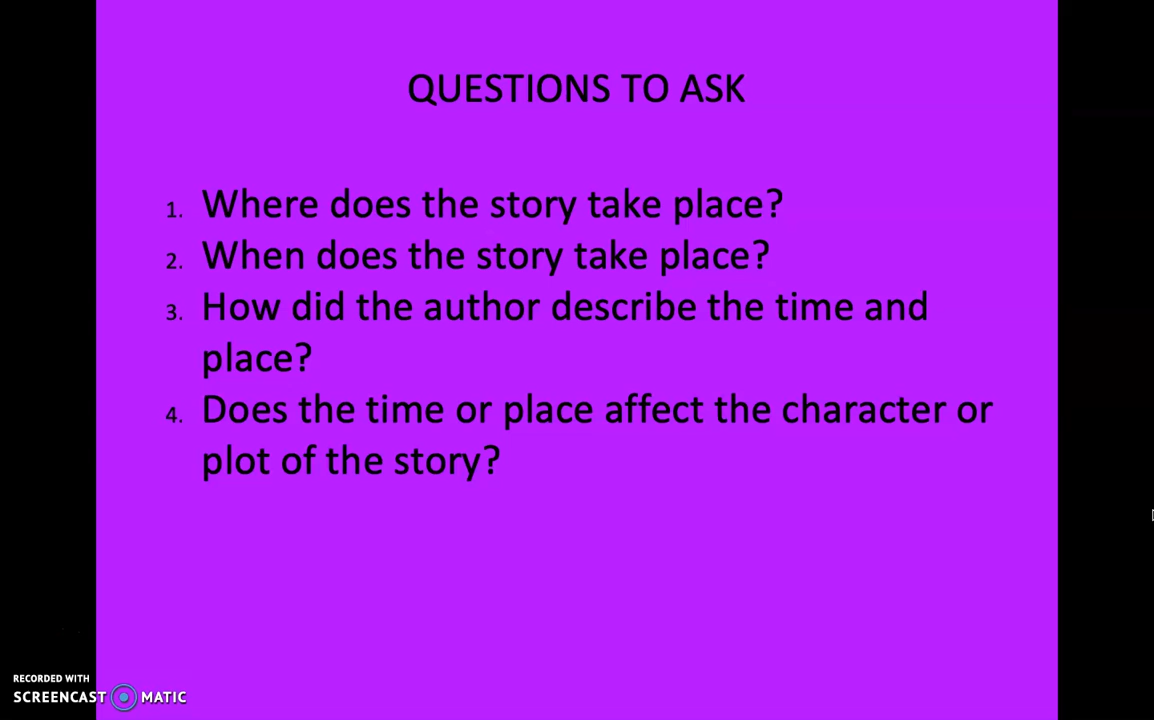 QUESTIONS TO ASK
1. Where does the story take place?
2. When does the story take place?
3. How did the author describe the time and
place?
4. Does the time or place affect the character or
plot of the story?
RECORDED WITH
SCREENCAST MATIC